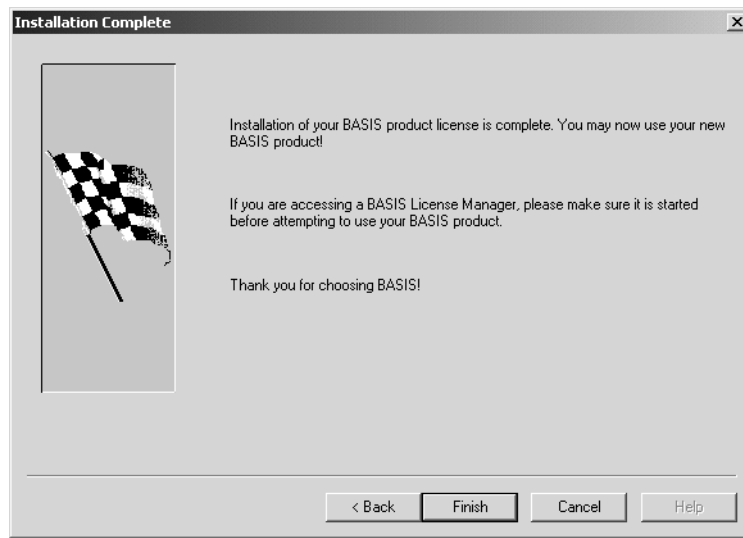 Installation Complete
Installation of your BASIS product license is complete. You may now use your new
BASIS product!
If you are accessing a BASIS License Manager, please make sure it is started
before attempting to use your BASIS product.
Thank you for choosing BASIS!
< Back
Finish
Cancel
Help